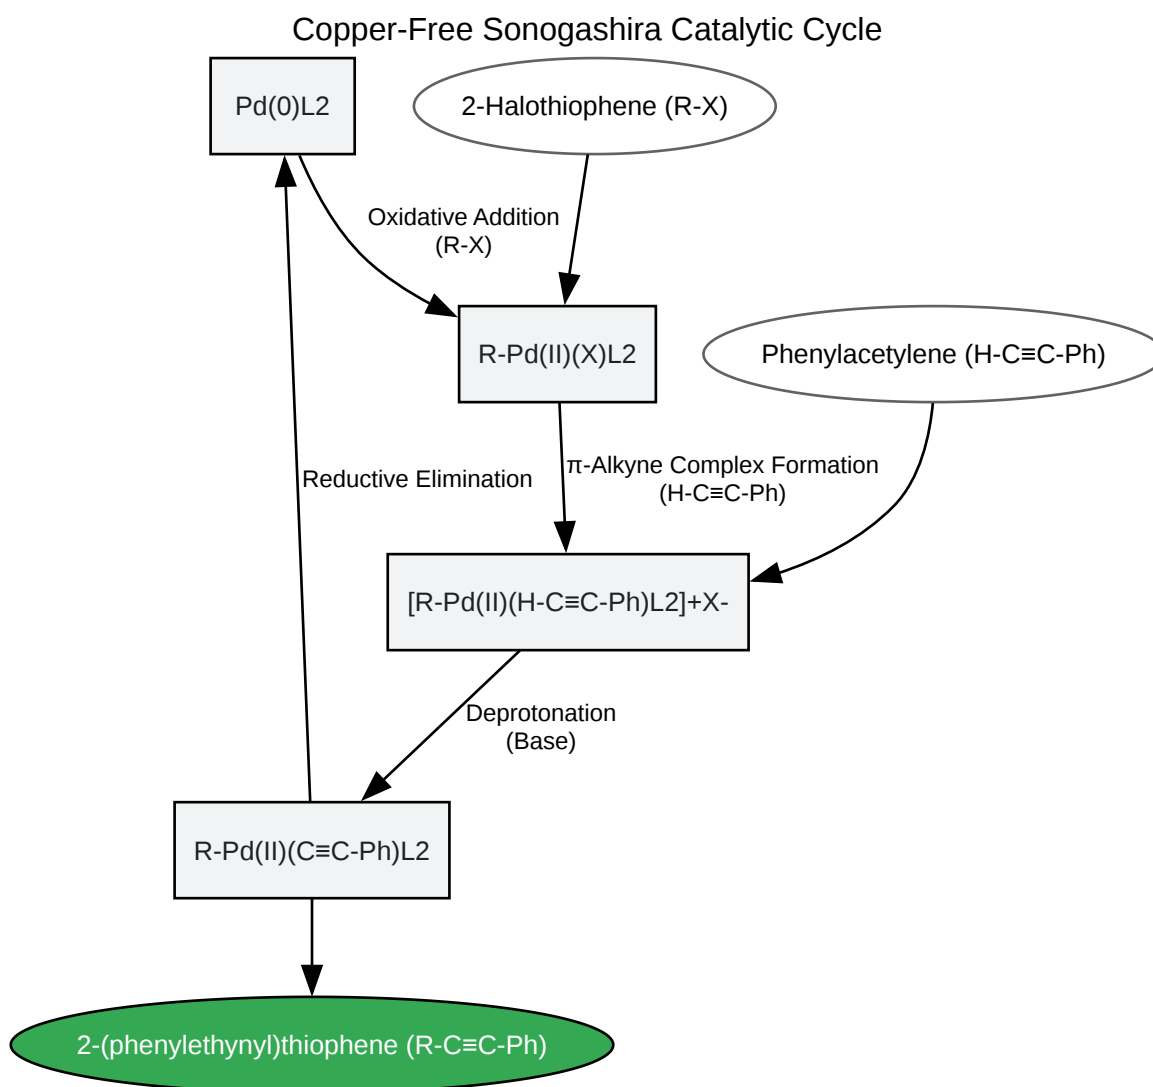 Copper-Free Sonogashira Catalytic Cycle
Pd(0)L2
2-Halothiophene (R-X)
Oxidative Addition
(R-X)
R-Pd(II)(X)L2
Phenylacetylene (H-C≡C-Ph)
Reductive Elimination
π-Alkyne Complex Formation
(H-C≡C-Ph)
[R-Pd(II)(H-C≡C-Ph)L2]+X-
Deprotonation
(Base)
R-Pd(II)(C≡C-Ph)L2
2-(phenylethynyl)thiophene (R-C≡C-Ph)